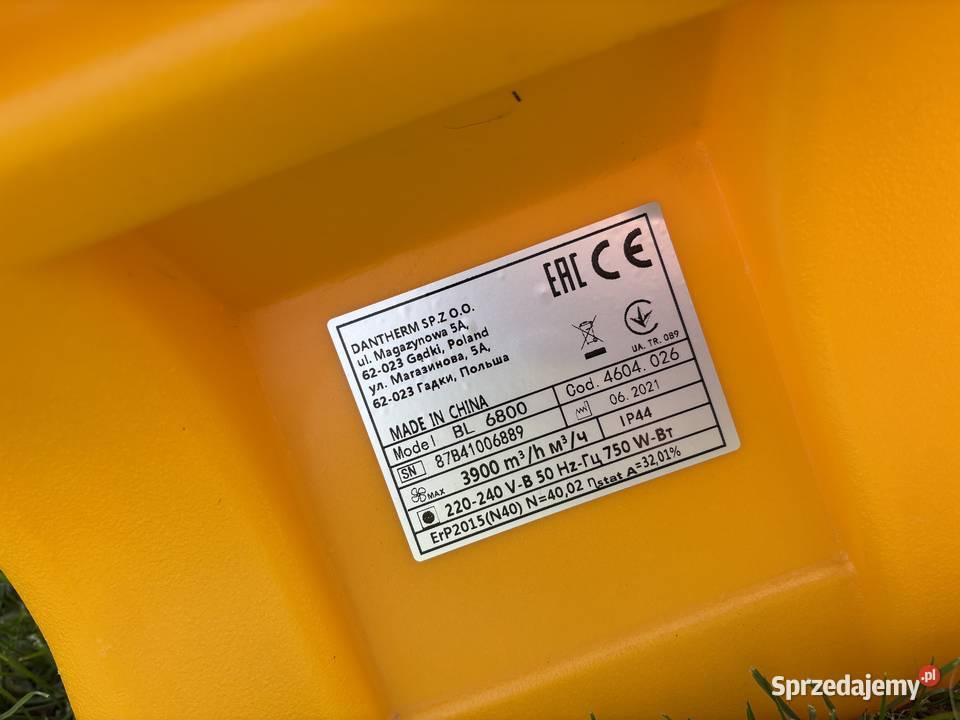 EAC CE
DANTHERM SP.Z O.O.
ul. Magazynowa 5A,
62-023 Gądki, Poland
ул. Магазинова, 5А,
62-023 Гадки, Польша
UA. TR. 089
MADE IN CHINA
Cod. 4604.026
Model BL 6800
06.2021
SN 87B41006889
IP44
MAX 3900 m³/h м³/ч
220-240 V-В 50 Hz-Гц 750 W-Вт
ErP2015(N40) N=40,02 ηstat A=32,01%
Sprzedajemy.pl